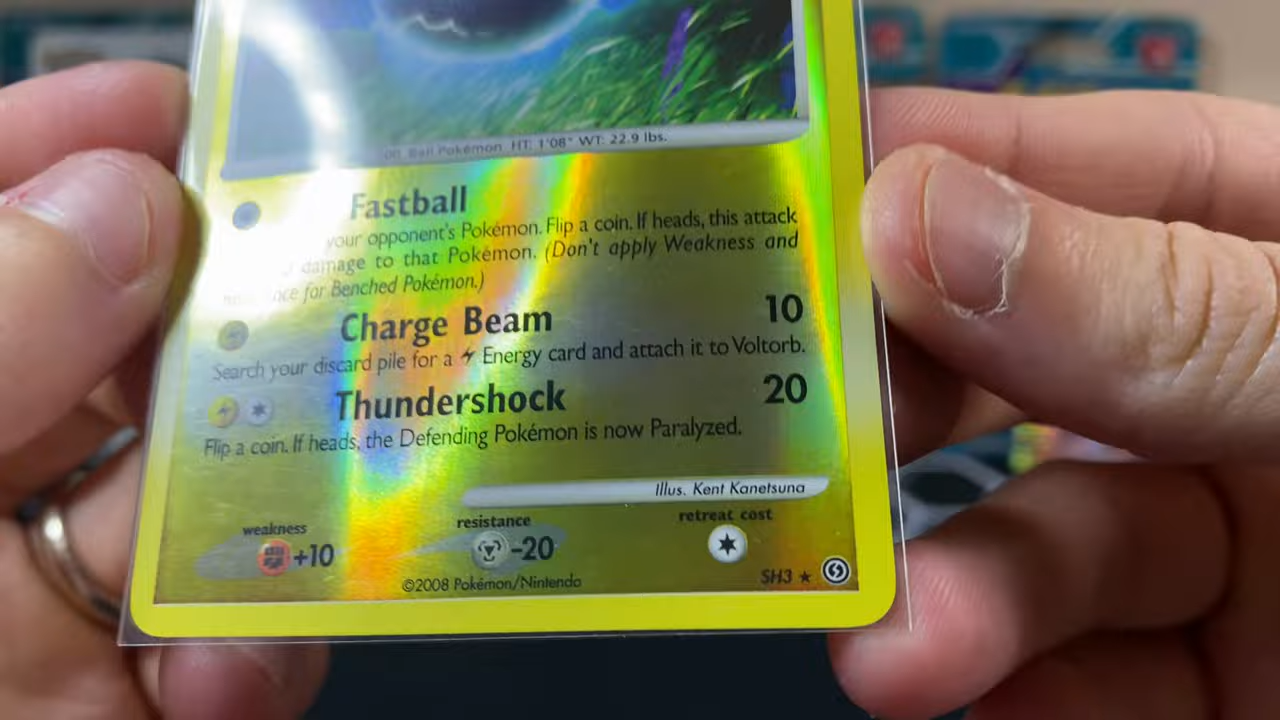 Ball Pokémon HT: 1'08" WT: 22.9 lbs.
Fastball
your opponent's Pokémon. Flip a coin. If heads, this attack
damage to that Pokémon. (Don't apply Weakness and
for Benched Pokémon.)
Charge Beam 10
Search your discard pile for a Energy card and attach it to Voltorb.
Thundershock 20
Flip a coin. If heads, the Defending Pokémon is now Paralyzed.
Illus. Kent Kanetsuna
weakness resistance retreat cost
+10 -20
©2008 Pokémon/Nintendo SH3 ★